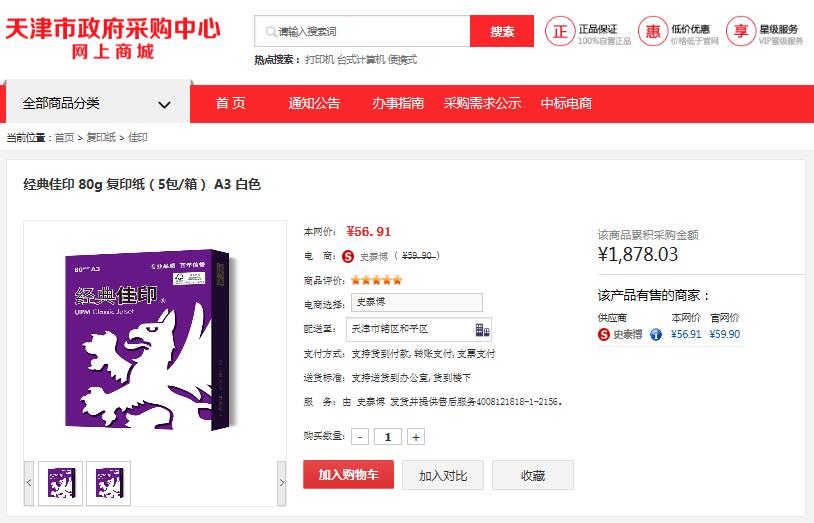 天津市政府采购中心
网上商城
请输入搜索词
搜索
热点搜索：打印机 台式计算机 便携式
正 正品保证 100%自营正品
惠 低价优惠 价格低于官网
享 星级服务 VIP星级服务
全部商品分类 首 页 通知公告 办事指南 采购需求公示 中标电商
当前位置：首页 > 复印纸 > 佳印
经典佳印 80g 复印纸（5包/箱） A3 白色
80 A3
专业品质 百年信誉
经典佳印
UPM Classic Jetset
本网价： ¥56.91
电 商： S 史泰博（ ¥59.90 ）
商品评价：
电商选择： 史泰博
配送至： 天津市辖区和平区
支付方式：支持货到付款, 转账支付, 支票支付
送货标准：支持送货到办公室, 货到楼下
服 务：由 史泰博 发货并提供售后服务4008121818-1-2156。
购买数量： - 1 +
加入购物车 加入对比 收藏
该商品累积采购金额
¥1,878.03
该产品有售的商家：
供应商 本网价 官网价
S 史泰博 ¥56.91 ¥59.90